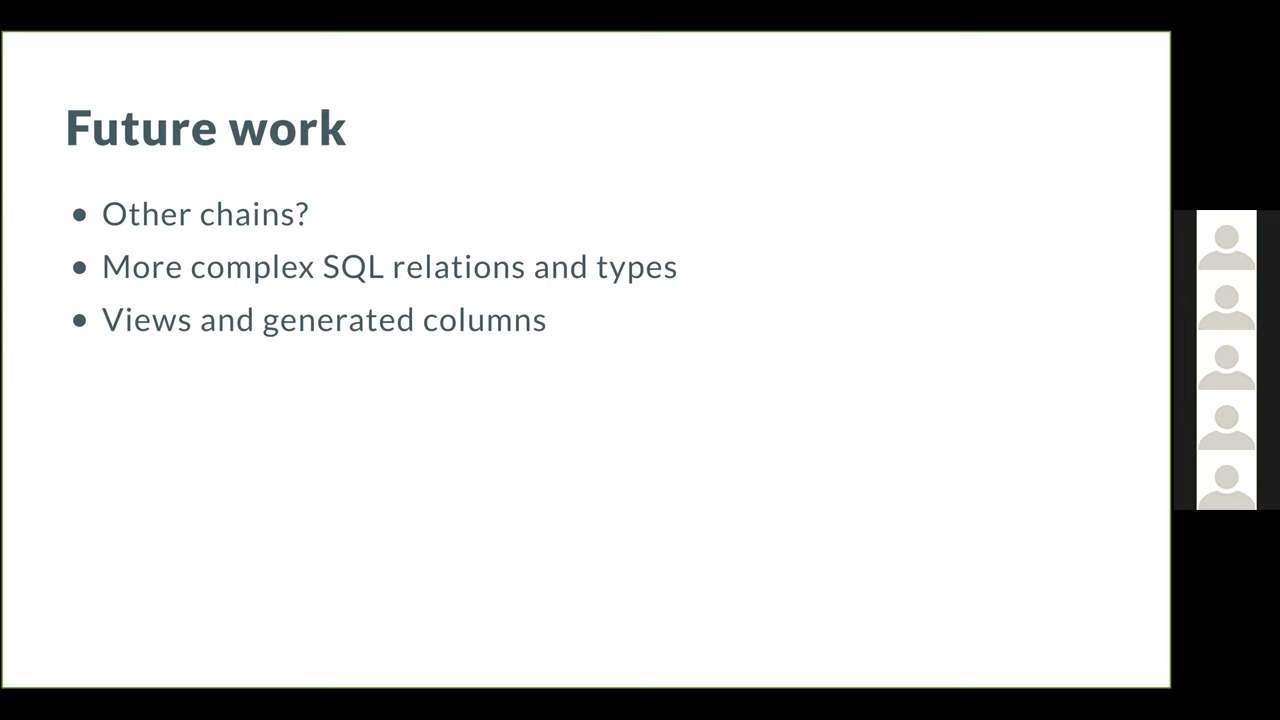 Future work
Other chains?
More complex SQL relations and types
Views and generated columns